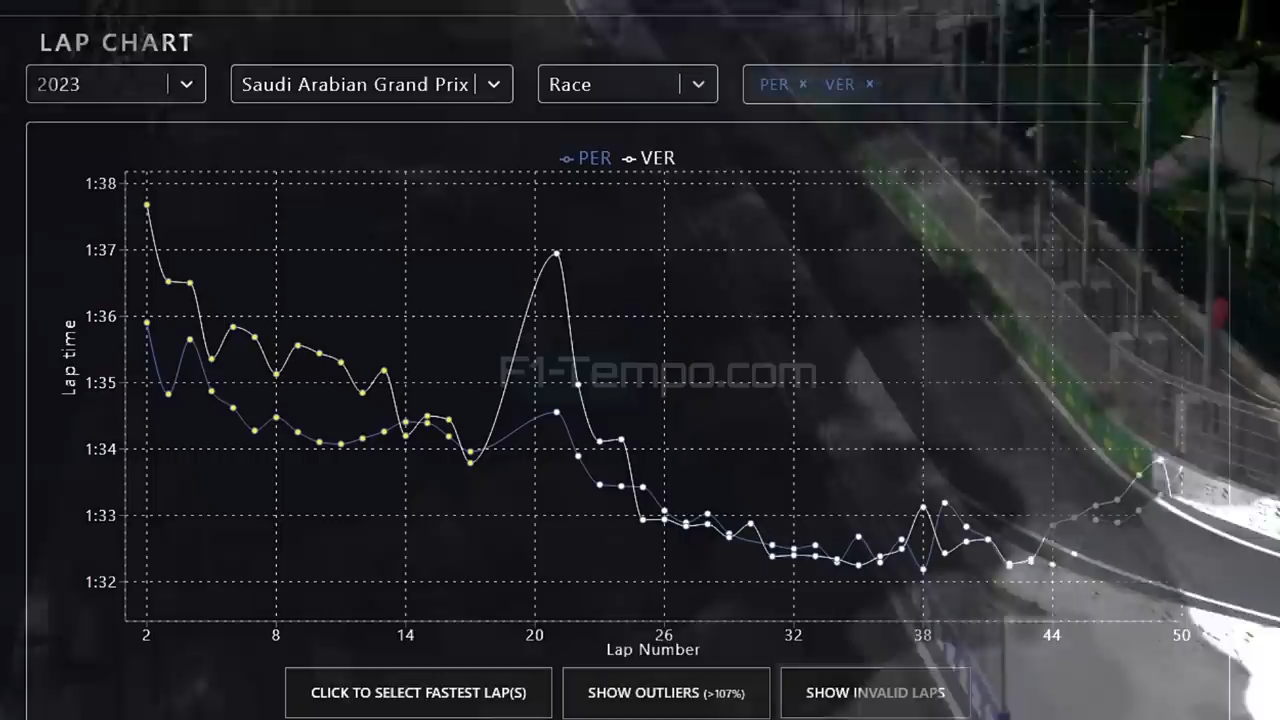 LAP CHART
2023
Saudi Arabian Grand Prix
Race
PER × VER ×
PER VER
1:38
1:37
1:36
1:35
1:34
1:33
1:32
Lap time
F1-Tempo.com
2 8 14 20 26 32 38 44 50
Lap Number
CLICK TO SELECT FASTEST LAP(S)
SHOW OUTLIERS (>107%)
SHOW INVALID LAPS